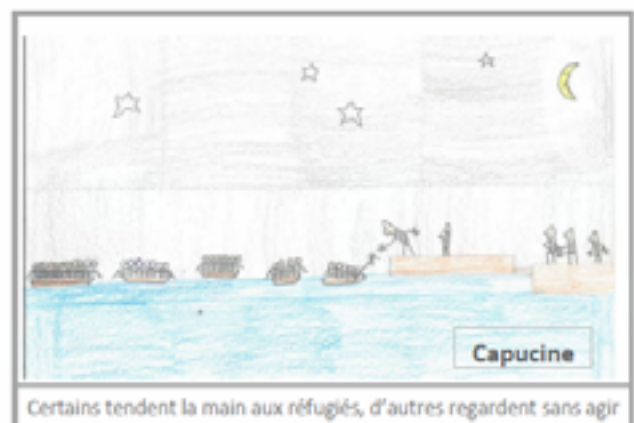 Capucine
Certains tendent la main aux réfugiés, d'autres regardent sans agir